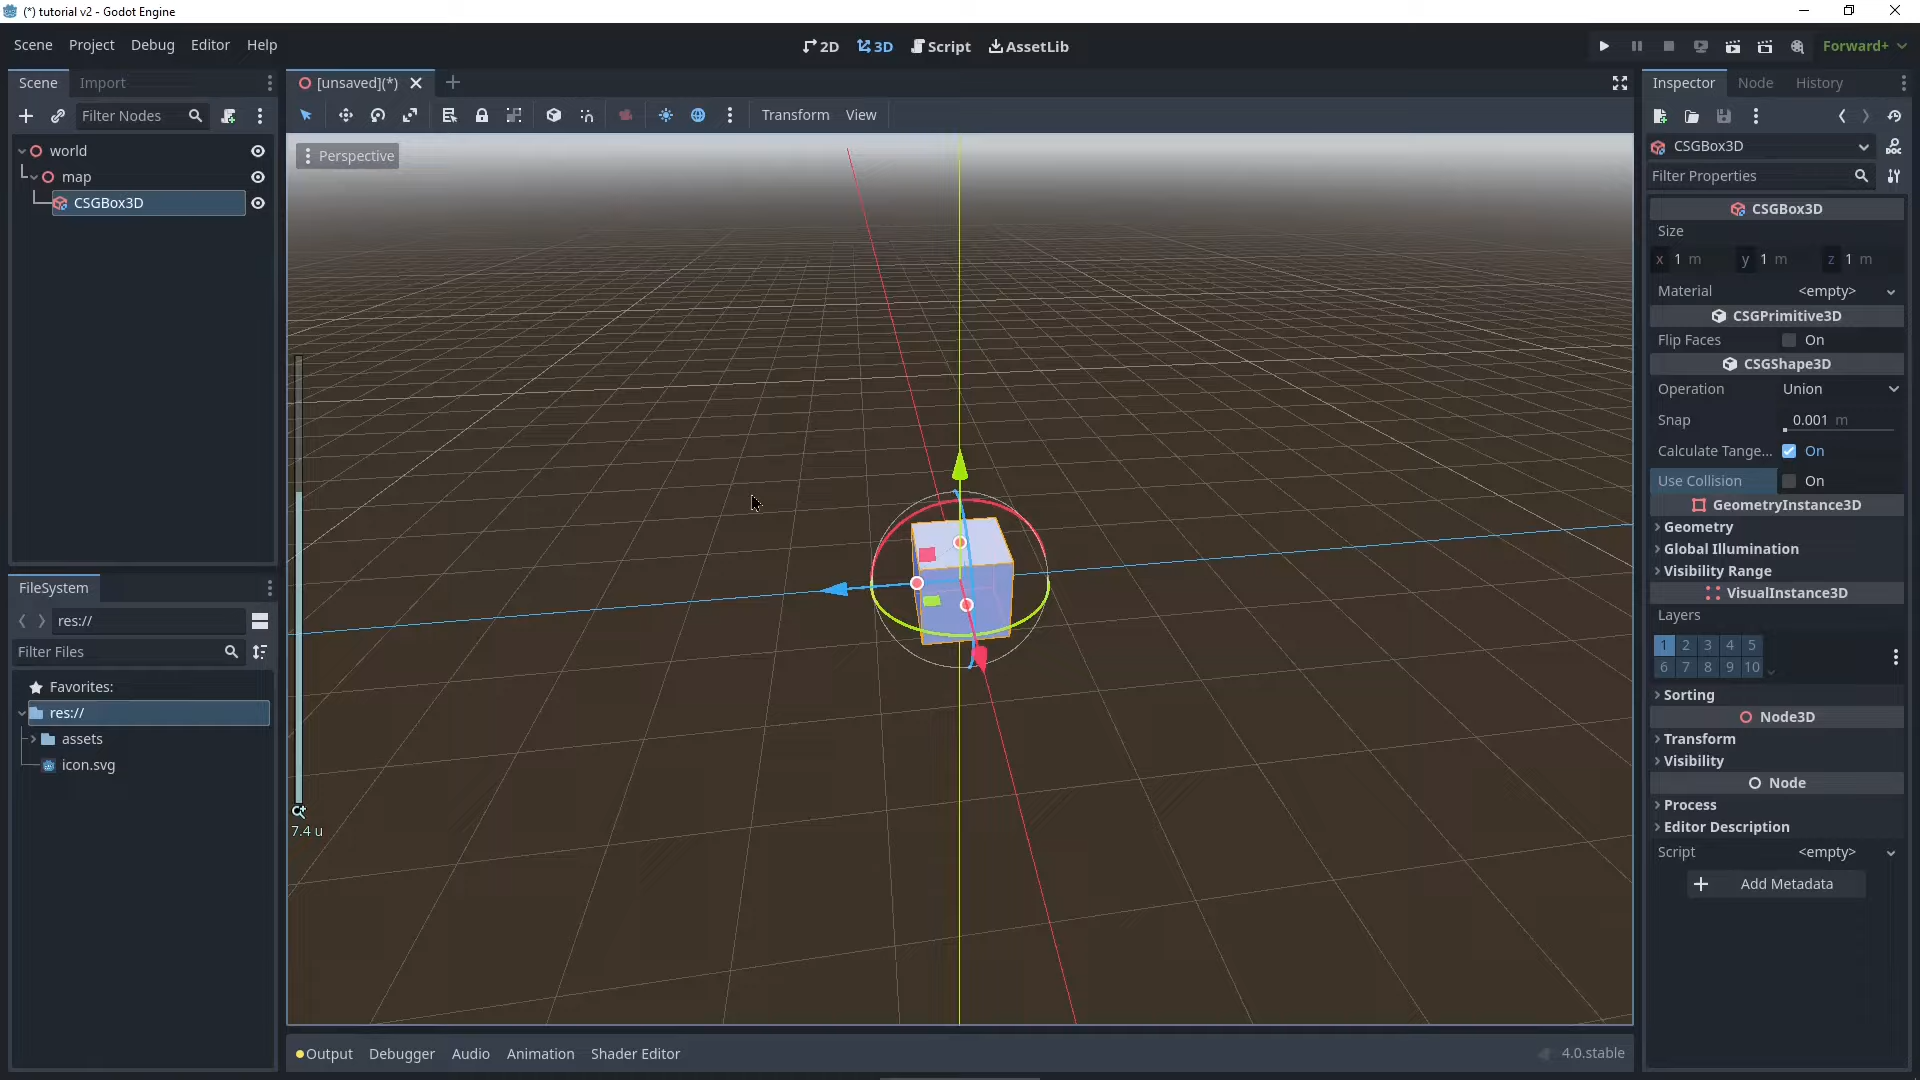 (*) tutorial v2 - Godot Engine
Scene Project Debug Editor Help
2D 3D Script AssetLib
Forward+
Scene Import
Filter Nodes
world
map
CSGBox3D
FileSystem
res://
Filter Files
Favorites:
res://
assets
icon.svg
[unsaved](*)
Transform View
Perspective
7.4 u
Output Debugger Audio Animation Shader Editor
4.0.stable
Inspector Node History
CSGBox3D
Filter Properties
CSGBox3D
Size
x 1 m y 1 m z 1 m
Material <empty>
CSGPrimitive3D
Flip Faces On
CSGShape3D
Operation Union
Snap 0.001 m
Calculate Tange... On
Use Collision On
GeometryInstance3D
Geometry
Global Illumination
Visibility Range
VisualInstance3D
Layers
1 2 3 4 5
6 7 8 9 10
Sorting
Node3D
Transform
Visibility
Node
Process
Editor Description
Script <empty>
Add Metadata